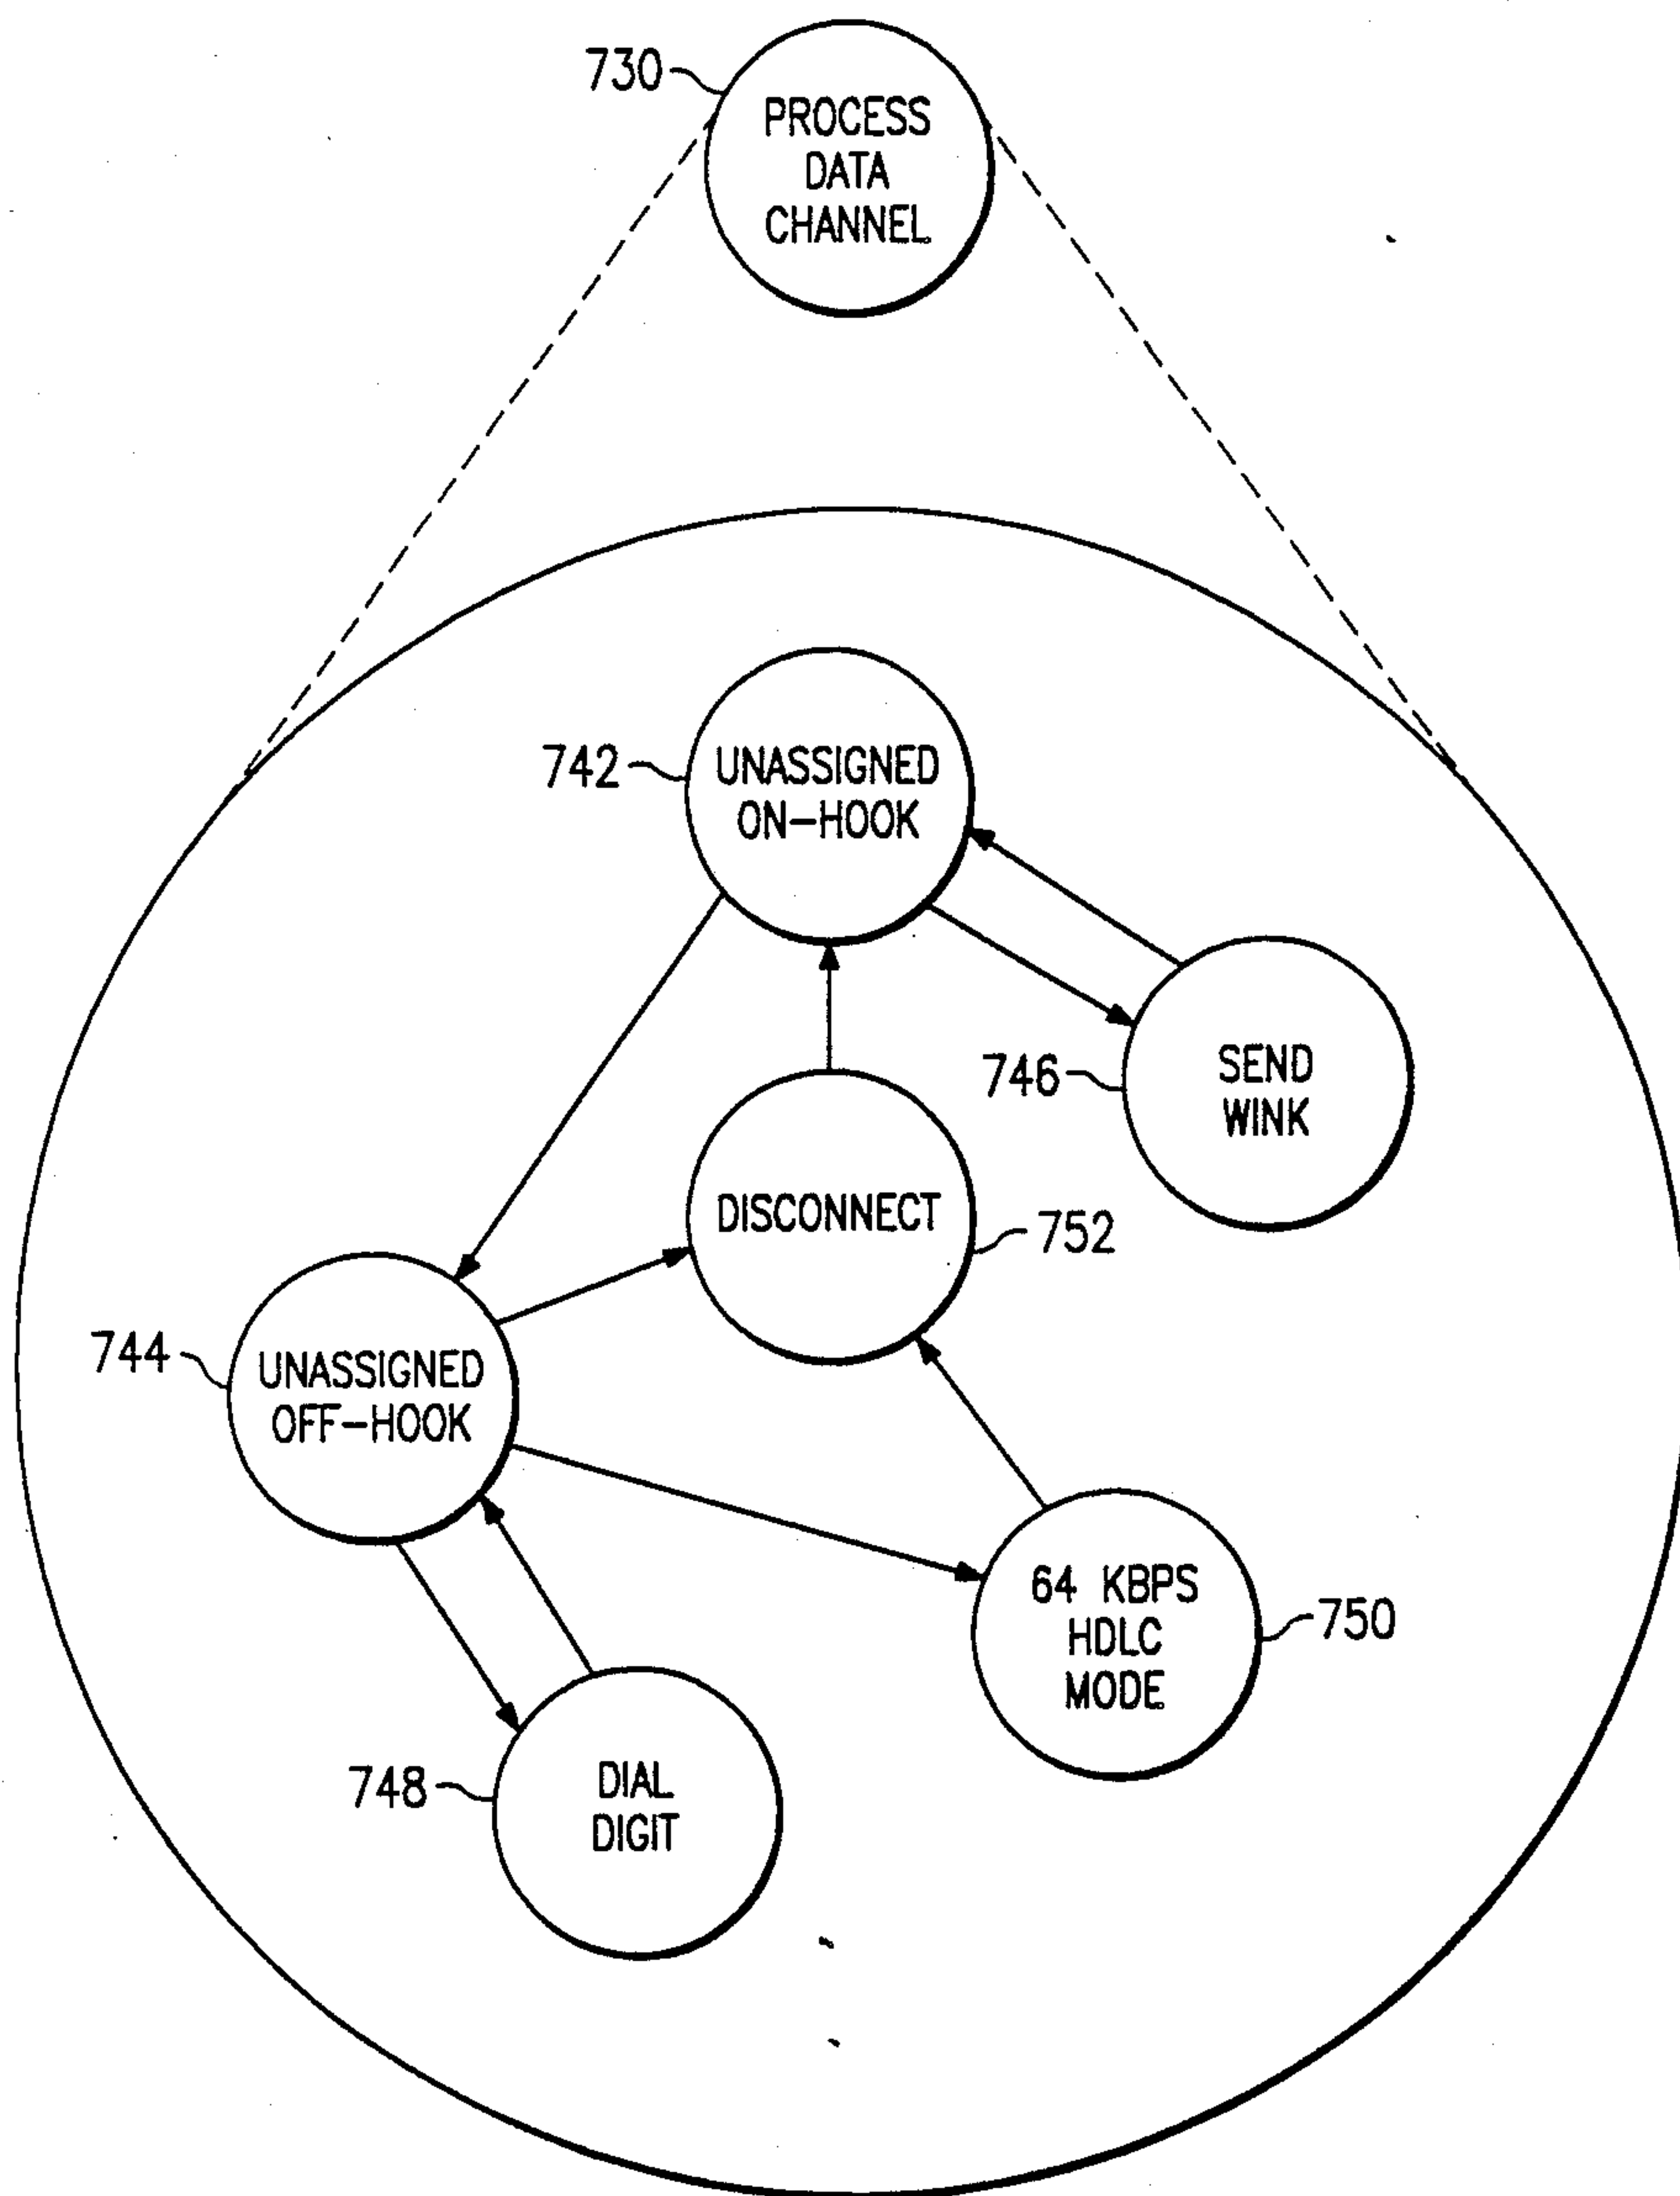 730
PROCESS
DATA
CHANNEL
742
UNASSIGNED
ON-HOOK
746
SEND
WINK
DISCONNECT
752
744
UNASSIGNED
OFF-HOOK
64 KBPS
HDLC
MODE
750
748
DIAL
DIGIT